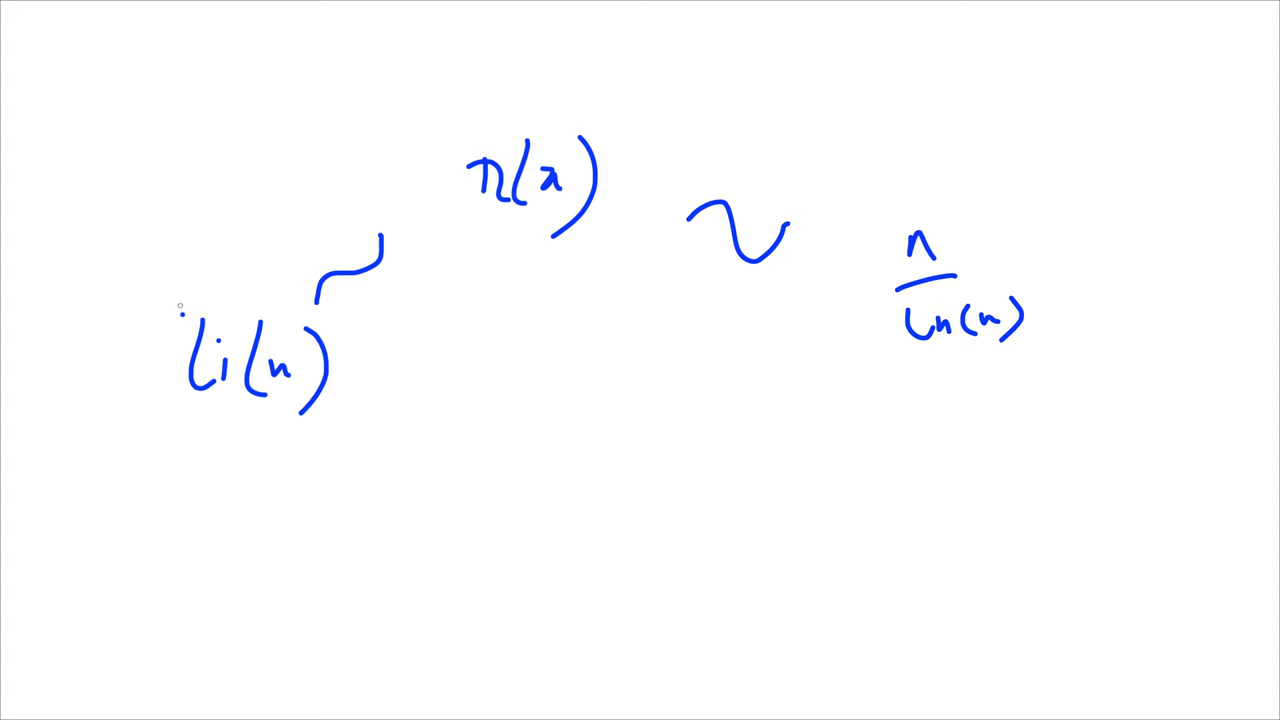 π(x) ~ n / ln(n)
li(n) ~